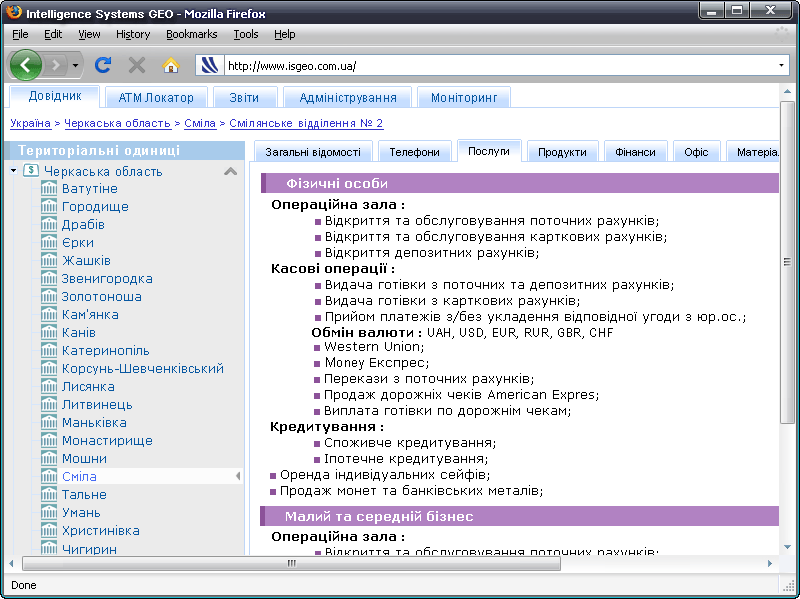 Intelligence Systems GEO - Mozilla Firefox
File Edit View History Bookmarks Tools Help
http://www.isgeo.com.ua/
Довідник АТМ Локатор Звіти Адміністрування Моніторинг
Україна > Черкаська область > Сміла > Смілянське відділення № 2
Територіальні одиниці
Черкаська область
Ватутіне
Городище
Драбів
Єрки
Жашків
Звенигородка
Золотоноша
Кам'янка
Канів
Катеринопіль
Корсунь-Шевченківський
Лисянка
Литвинець
Маньківка
Монастирище
Мошни
Сміла
Тальне
Умань
Христинівка
Чигирин
Загальні відомості Телефони Послуги Продукти Фінанси Офіс Матеріа.
Фізичні особи
Операційна зала :
Відкриття та обслуговування поточних рахунків;
Відкриття та обслуговування карткових рахунків;
Відкриття депозитних рахунків;
Касові операції :
Видача готівки з поточних та депозитних рахунків;
Видача готівки з карткових рахунків;
Прийом платежів з/без укладення відповідної угоди з юр.ос.;
Обмін валюти : UAH, USD, EUR, RUR, GBR, CHF
Western Union;
Money Експрес;
Перекази з поточних рахунків;
Продаж дорожніх чеків American Expres;
Виплата готівки по дорожнім чекам;
Кредитування :
Споживче кредитування;
Іпотечне кредитування;
Оренда індивідуальних сейфів;
Продаж монет та банківських металів;
Малий та середній бізнес
Операційна зала :
Відкриття та обслуговування поточних рахунків;
Done